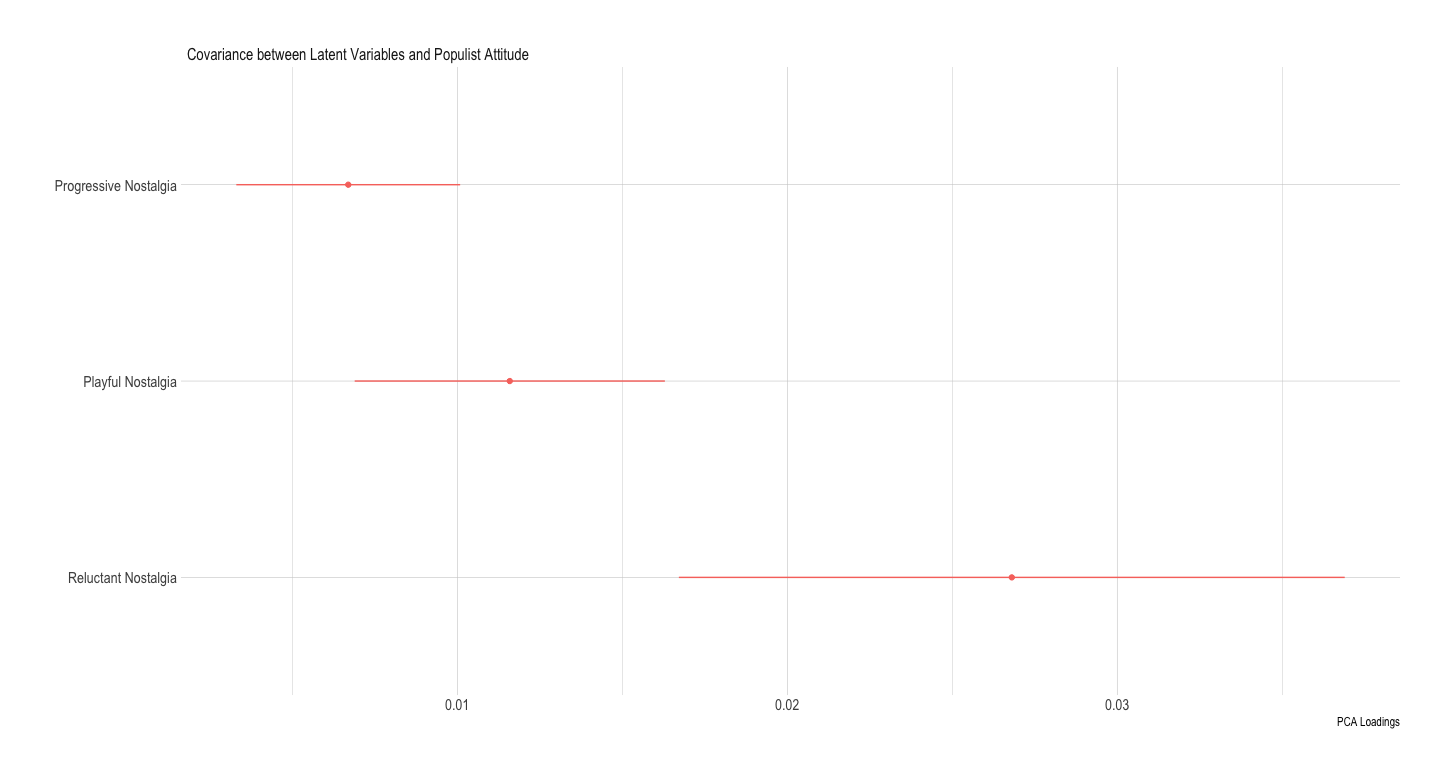 Covariance between Latent Variables and Populist Attitude
Progressive Nostalgia
Playful Nostalgia
Reluctant Nostalgia
0.01 0.02 0.03
PCA Loadings